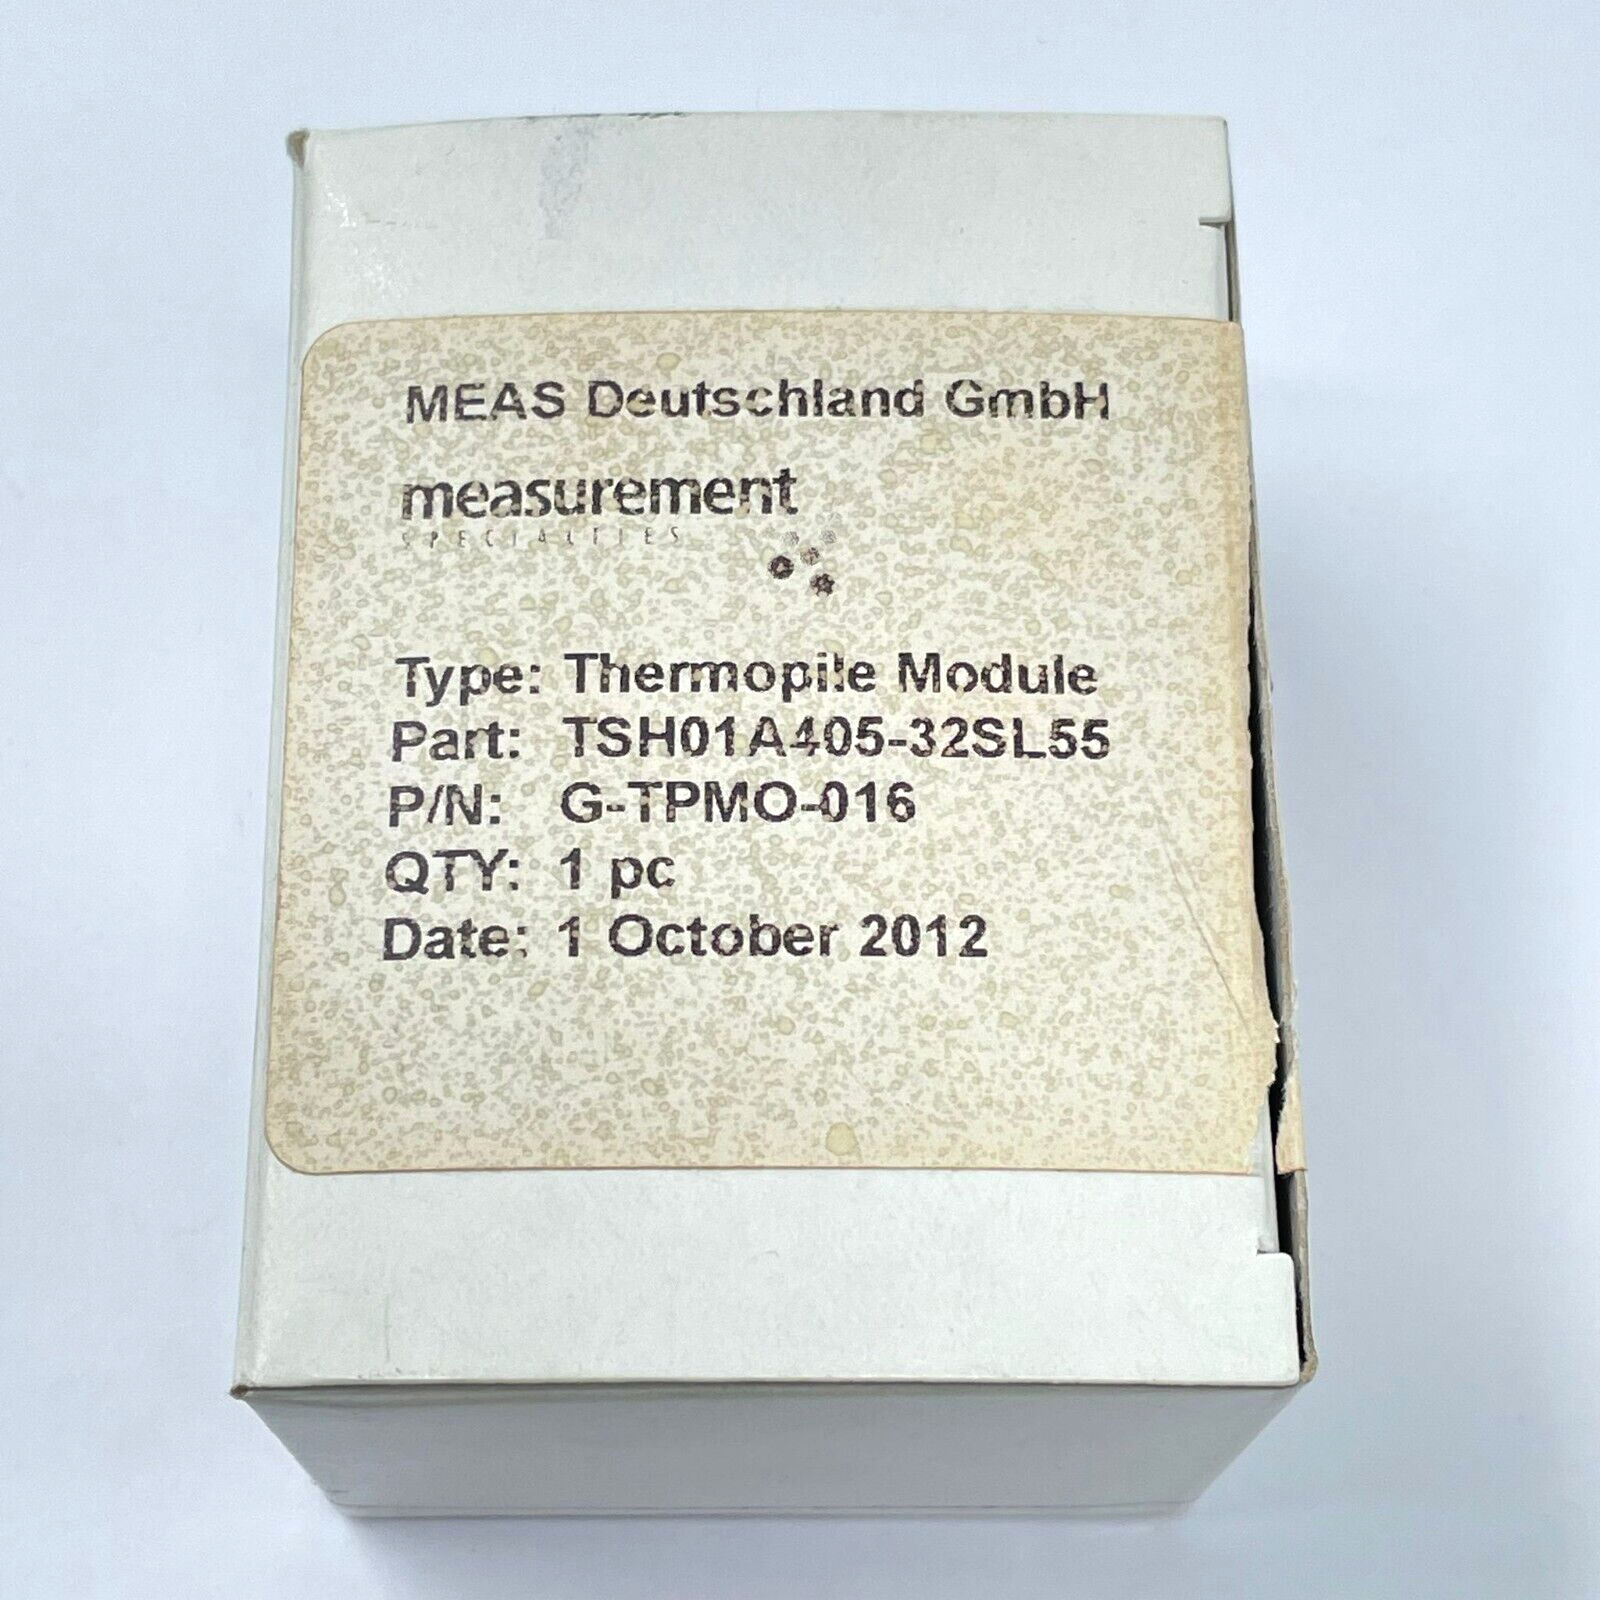 MEAS Deutschland GmbH
measurement
SPECIALTIES
Type: Thermopile Module
Part: TSH01A405-32SL55
P/N: G-TPMO-016
QTY: 1 pc
Date: 1 October 2012